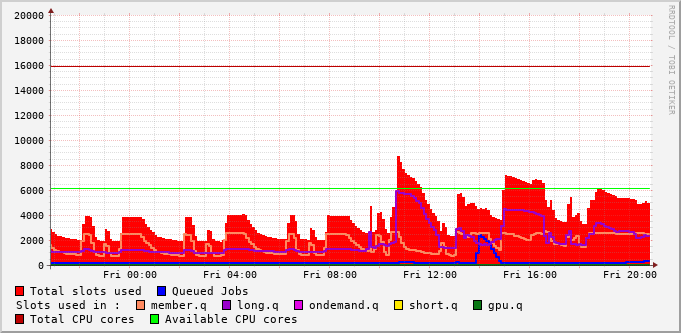 20000
18000
16000
14000
12000
10000
8000
6000
4000
2000
0
Fri 00:00 Fri 04:00 Fri 08:00 Fri 12:00 Fri 16:00 Fri 20:00
RRDTOOL / TOBI OETIKER
Total slots used Queued Jobs
Slots used in : member.q long.q ondemand.q short.q gpu.q
Total CPU cores Available CPU cores